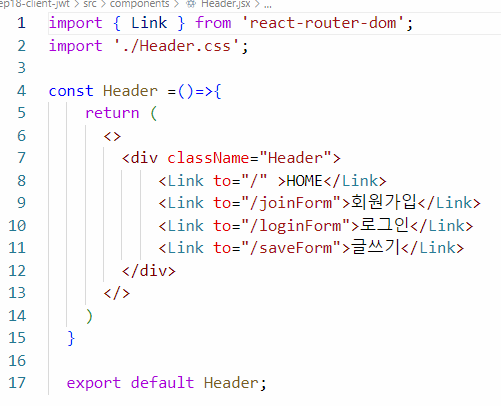 ep18-client-jwt > src > components > Header.jsx > ...
1 import { Link } from 'react-router-dom';
2 import './Header.css';
3
4 const Header =()=>{
5     return (
6       <>
7         <div className="Header">
8             <Link to="/" >HOME</Link>
9             <Link to="/joinForm">회원가입</Link>
10             <Link to="/loginForm">로그인</Link>
11             <Link to="/saveForm">글쓰기</Link>
12         </div>
13       </>
14     )
15   }
16
17   export default Header;